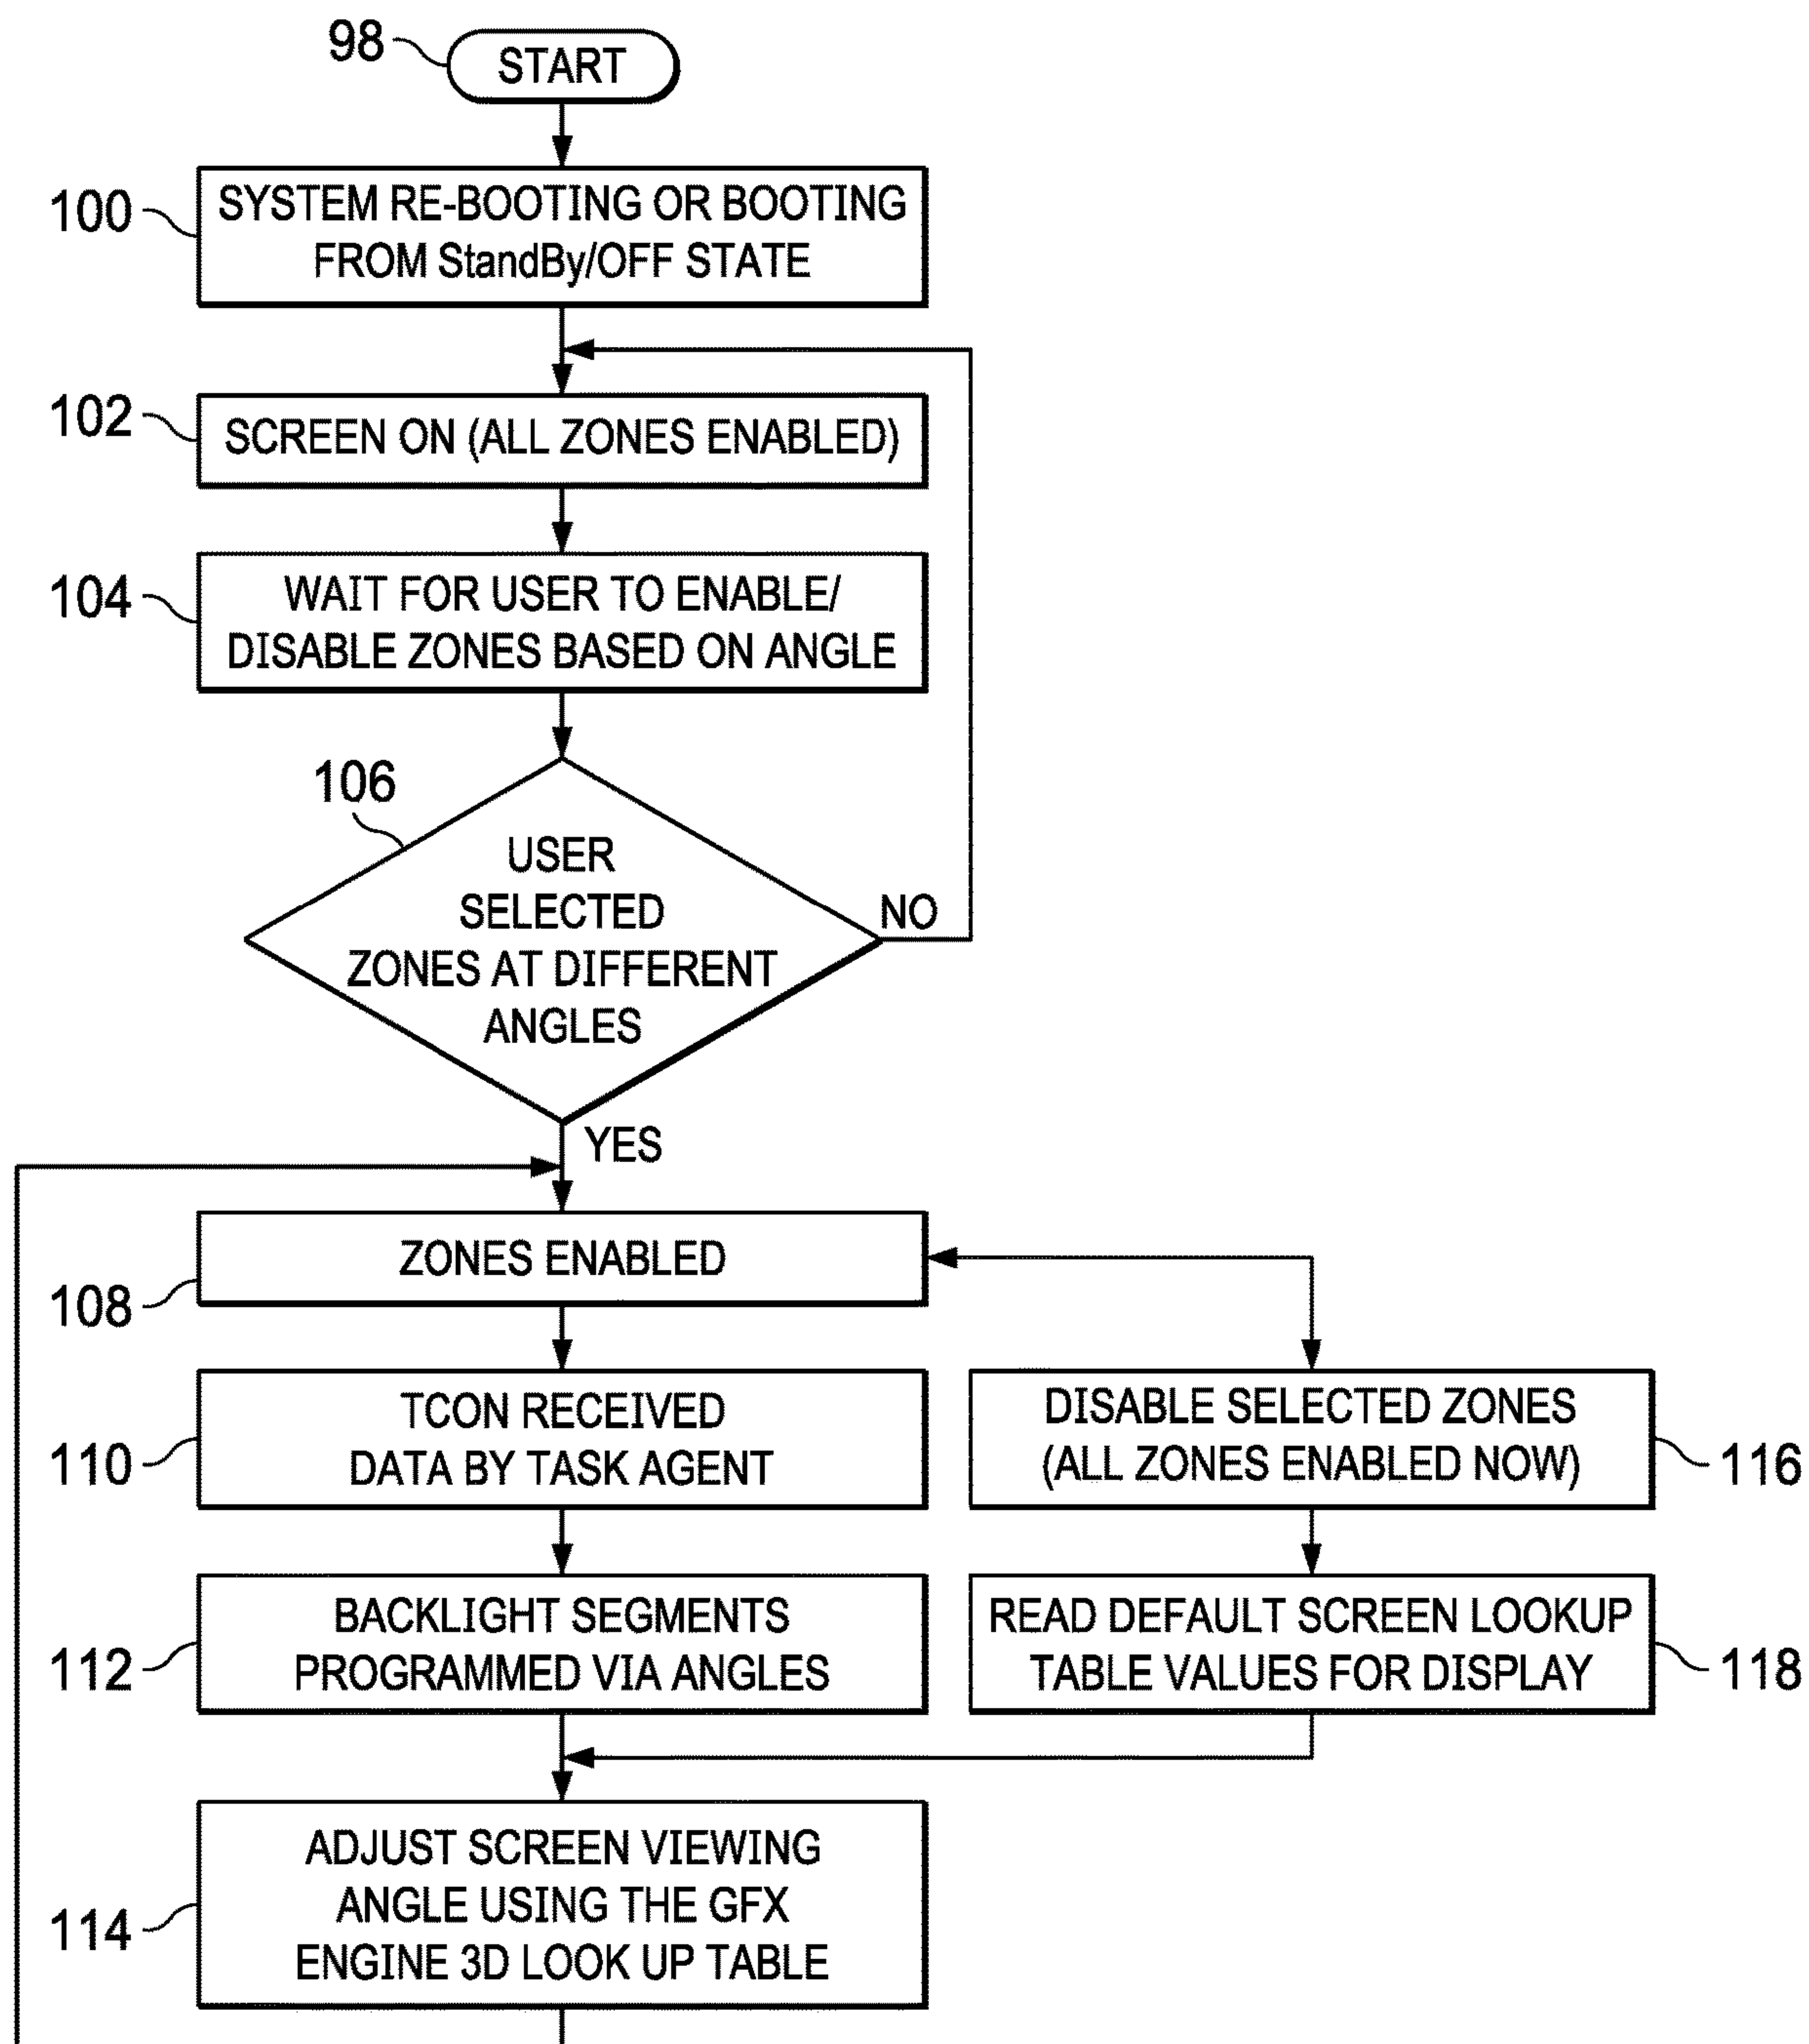 98
START
100
SYSTEM RE-BOOTING OR BOOTING
FROM StandBy/OFF STATE
102
SCREEN ON (ALL ZONES ENABLED)
104
WAIT FOR USER TO ENABLE/
DISABLE ZONES BASED ON ANGLE
106
USER
SELECTED
ZONES AT DIFFERENT
ANGLES
NO
YES
ZONES ENABLED
108
TCON RECEIVED
DATA BY TASK AGENT
110
DISABLE SELECTED ZONES
(ALL ZONES ENABLED NOW)
116
BACKLIGHT SEGMENTS
PROGRAMMED VIA ANGLES
112
READ DEFAULT SCREEN LOOKUP
TABLE VALUES FOR DISPLAY
118
ADJUST SCREEN VIEWING
ANGLE USING THE GFX
ENGINE 3D LOOK UP TABLE
114